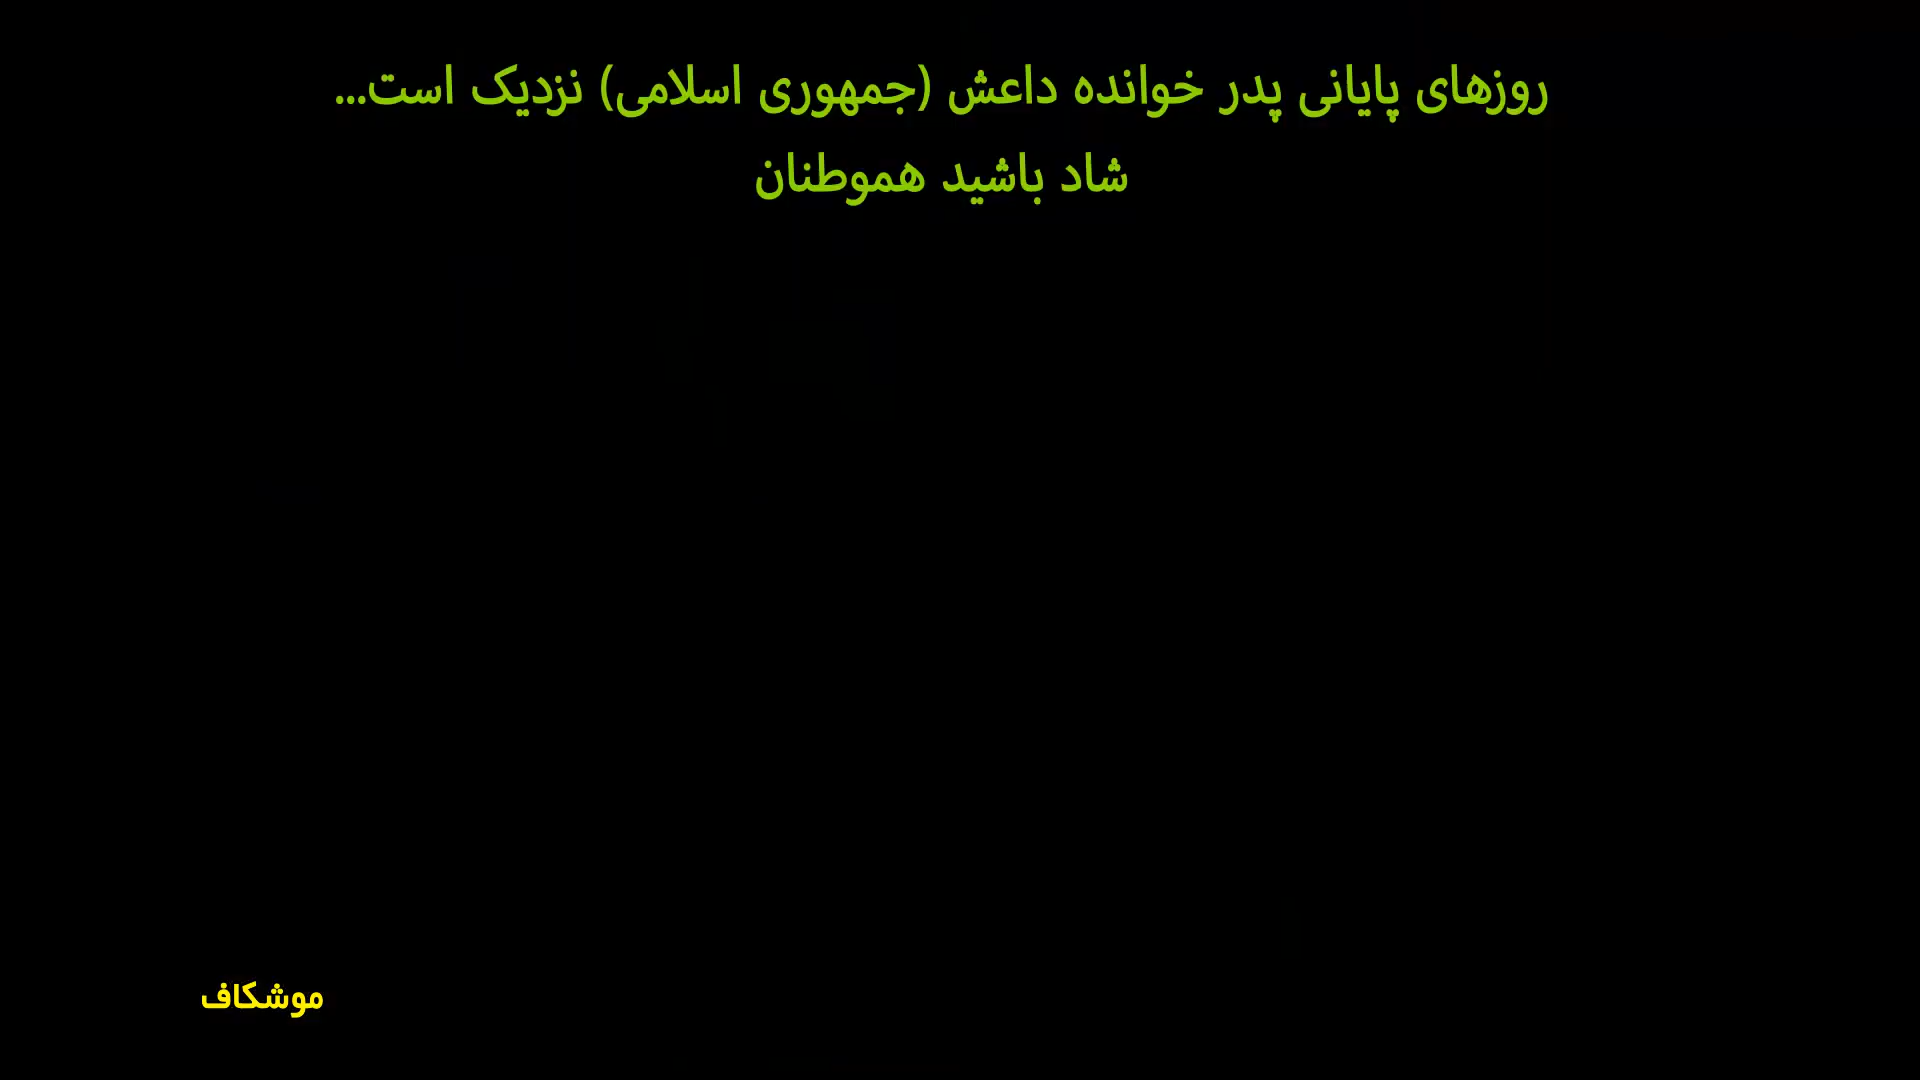 روزهای پایانی پدر خوانده داعش (جمهوری اسلامی) نزدیک است...
شاد باشید هموطنان
موشکاف